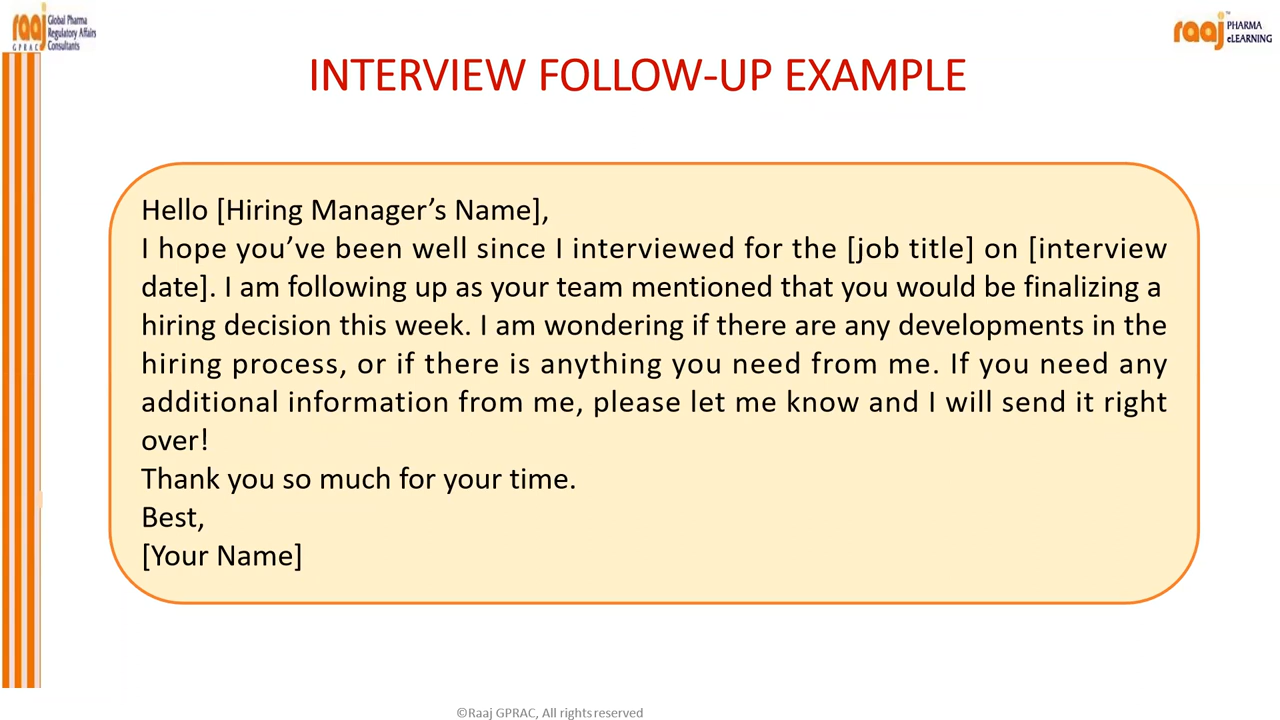 raaj Global Pharma
Regulatory Affairs
GPRAC Consultants
raaj™ PHARMA
eLEARNING
INTERVIEW FOLLOW-UP EXAMPLE
Hello [Hiring Manager’s Name],
I hope you’ve been well since I interviewed for the [job title] on [interview
date]. I am following up as your team mentioned that you would be finalizing a
hiring decision this week. I am wondering if there are any developments in the
hiring process, or if there is anything you need from me. If you need any
additional information from me, please let me know and I will send it right
over!
Thank you so much for your time.
Best,
[Your Name]
©Raaj GPRAC, All rights reserved